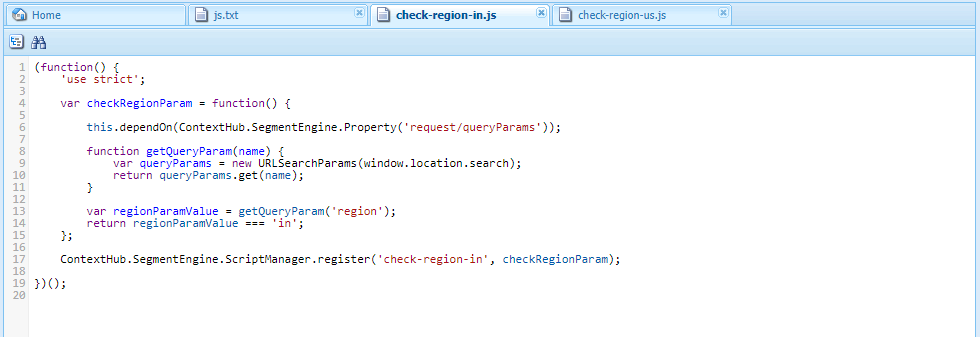 Home js.txt check-region-in.js check-region-us.js
1 (function() {
2     'use strict';
3
4     var checkRegionParam = function() {
5
6         this.dependOn(ContextHub.SegmentEngine.Property('request/queryParams'));
7
8         function getQueryParam(name) {
9             var queryParams = new URLSearchParams(window.location.search);
10             return queryParams.get(name);
11         }
12
13         var regionParamValue = getQueryParam('region');
14         return regionParamValue === 'in';
15     };
16
17     ContextHub.SegmentEngine.ScriptManager.register('check-region-in', checkRegionParam);
18
19 })();
20